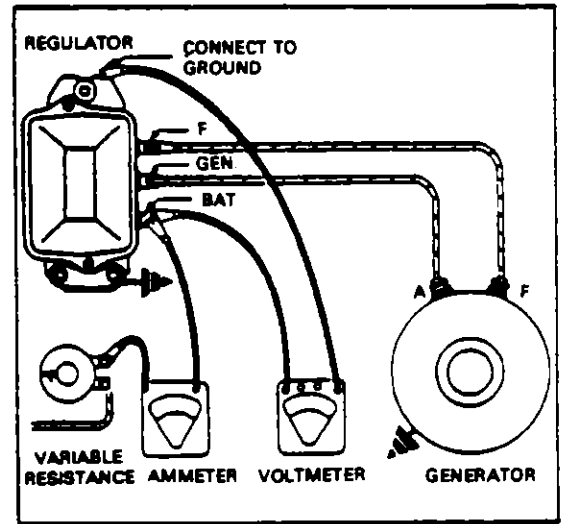 REGULATOR
CONNECT TO
GROUND
F
GEN
BAT
A
F
VARIABLE
RESISTANCE
AMMETER
VOLTMETER
GENERATOR